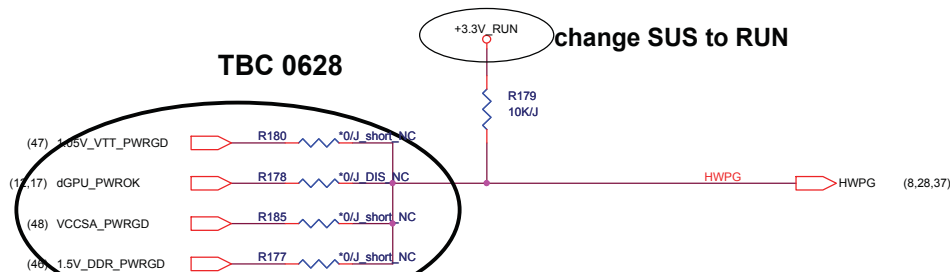 +3.3V_RUN
change SUS to RUN
TBC 0628
R179
10K/J
(47) 1.05V_VTT_PWRGD R180 *0/J_short_NC
(12,17) dGPU_PWROK R178 *0/J_DIS_NC HWPG HWPG (8,28,37)
(48) VCCSA_PWRGD R185 *0/J_short_NC
(46) 1.5V_DDR_PWRGD R177 *0/J_short_NC